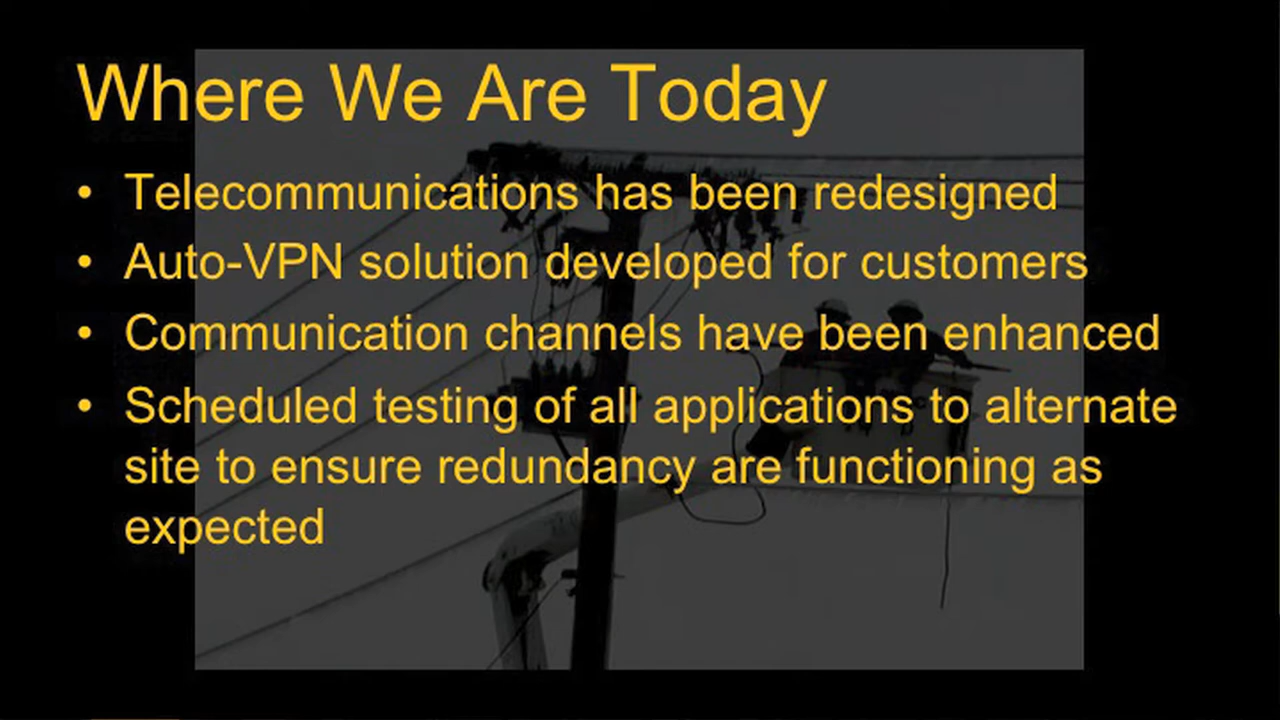 Where We Are Today
• Telecommunications has been redesigned
• Auto-VPN solution developed for customers
• Communication channels have been enhanced
• Scheduled testing of all applications to alternate
site to ensure redundancy are functioning as
expected